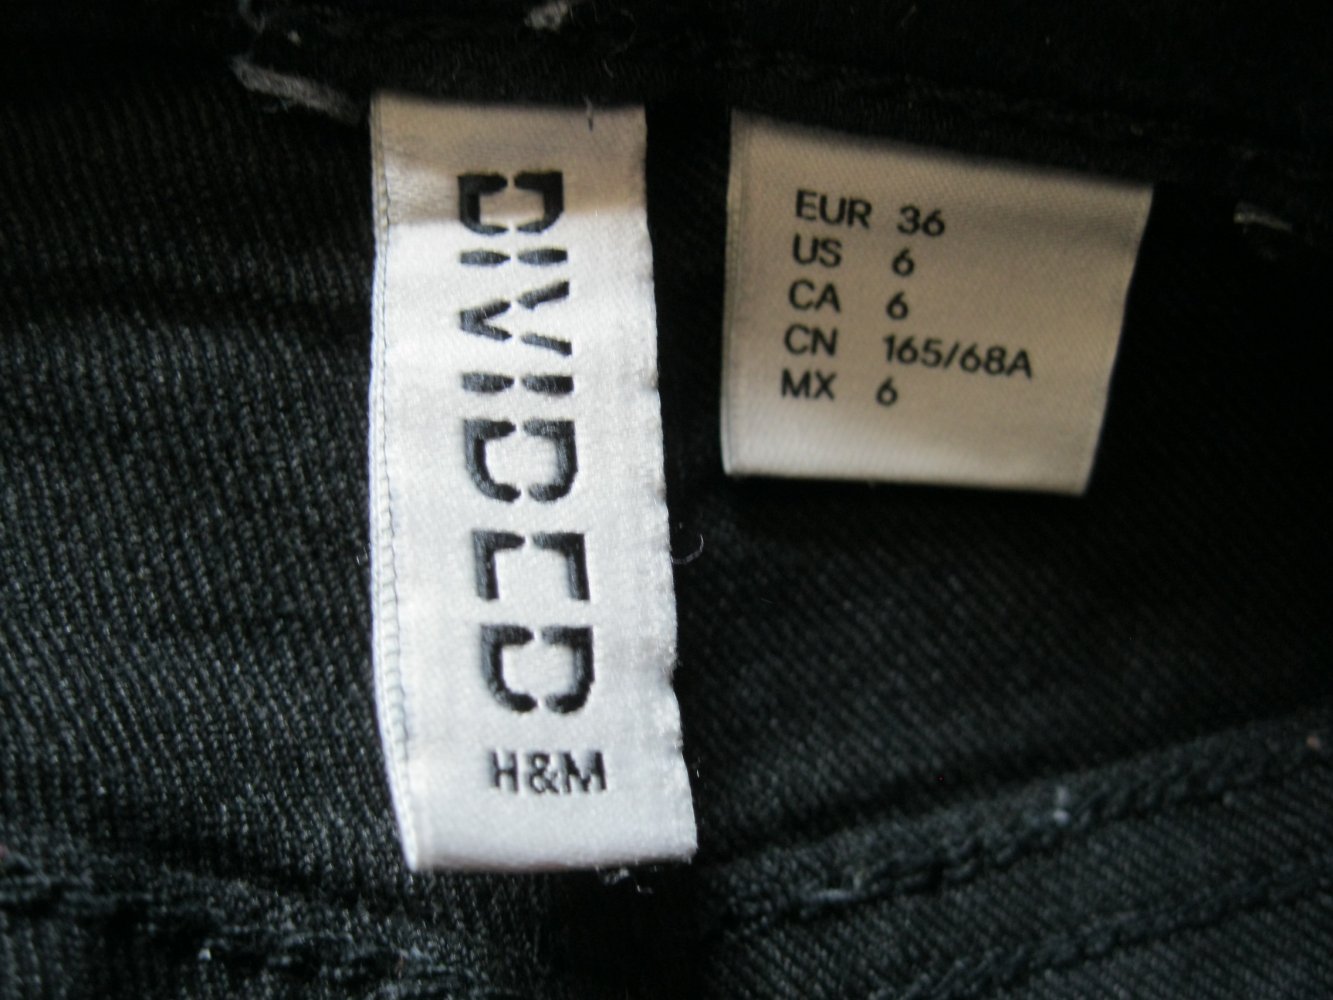 DIVIDED
H&M
EUR 36
US 6
CA 6
CN 165/68A
MX 6